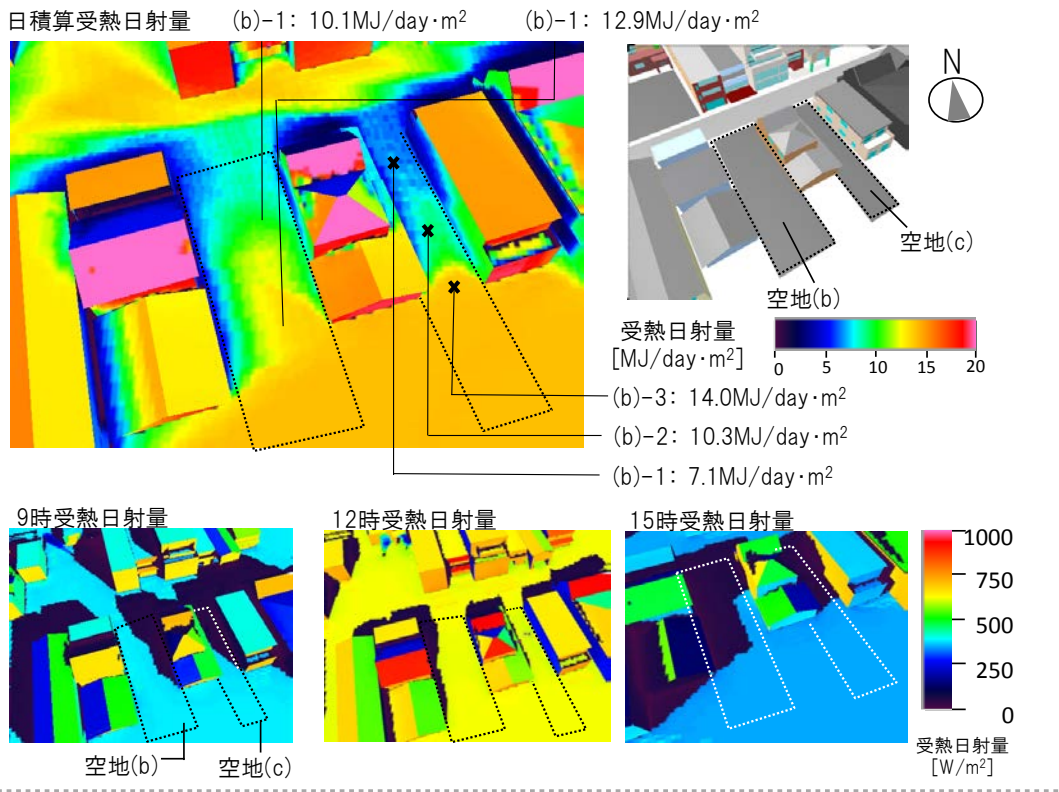 日積算受熱日射量 (b)-1: 10.1MJ/day·m² (b)-1: 12.9MJ/day·m²
N
空地(c)
空地(b)
受熱日射量
[MJ/day·m²]
0 5 10 15 20
(b)-3: 14.0MJ/day·m²
(b)-2: 10.3MJ/day·m²
(b)-1: 7.1MJ/day·m²
9時受熱日射量 12時受熱日射量 15時受熱日射量
1000
750
500
250
0
受熱日射量
[W/m²]
空地(b) 空地(c)